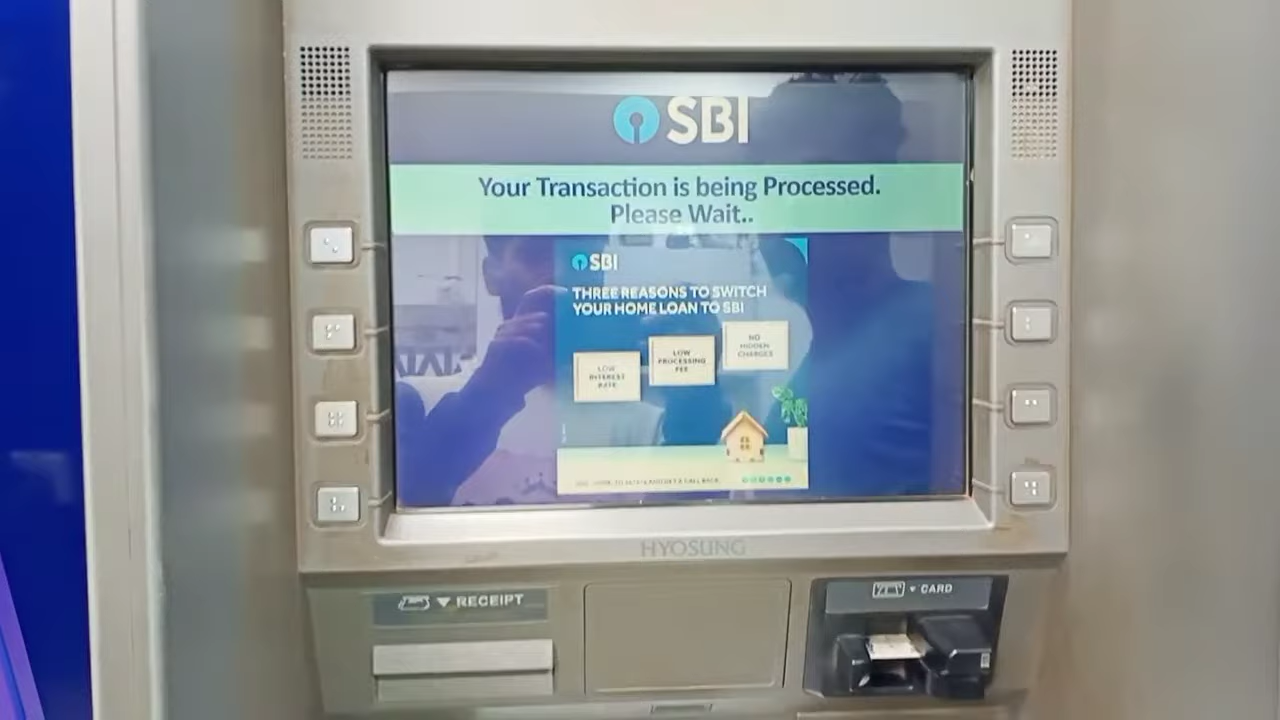 SBI
Your Transaction is being Processed.
Please Wait..
SBI
THREE REASONS TO SWITCH
YOUR HOME LOAN TO SBI
NO
HIDDEN
CHARGES
LOW
PROCESSING
FEE
LOW
INTEREST
RATE
HYOSUNG
RECEIPT
CARD